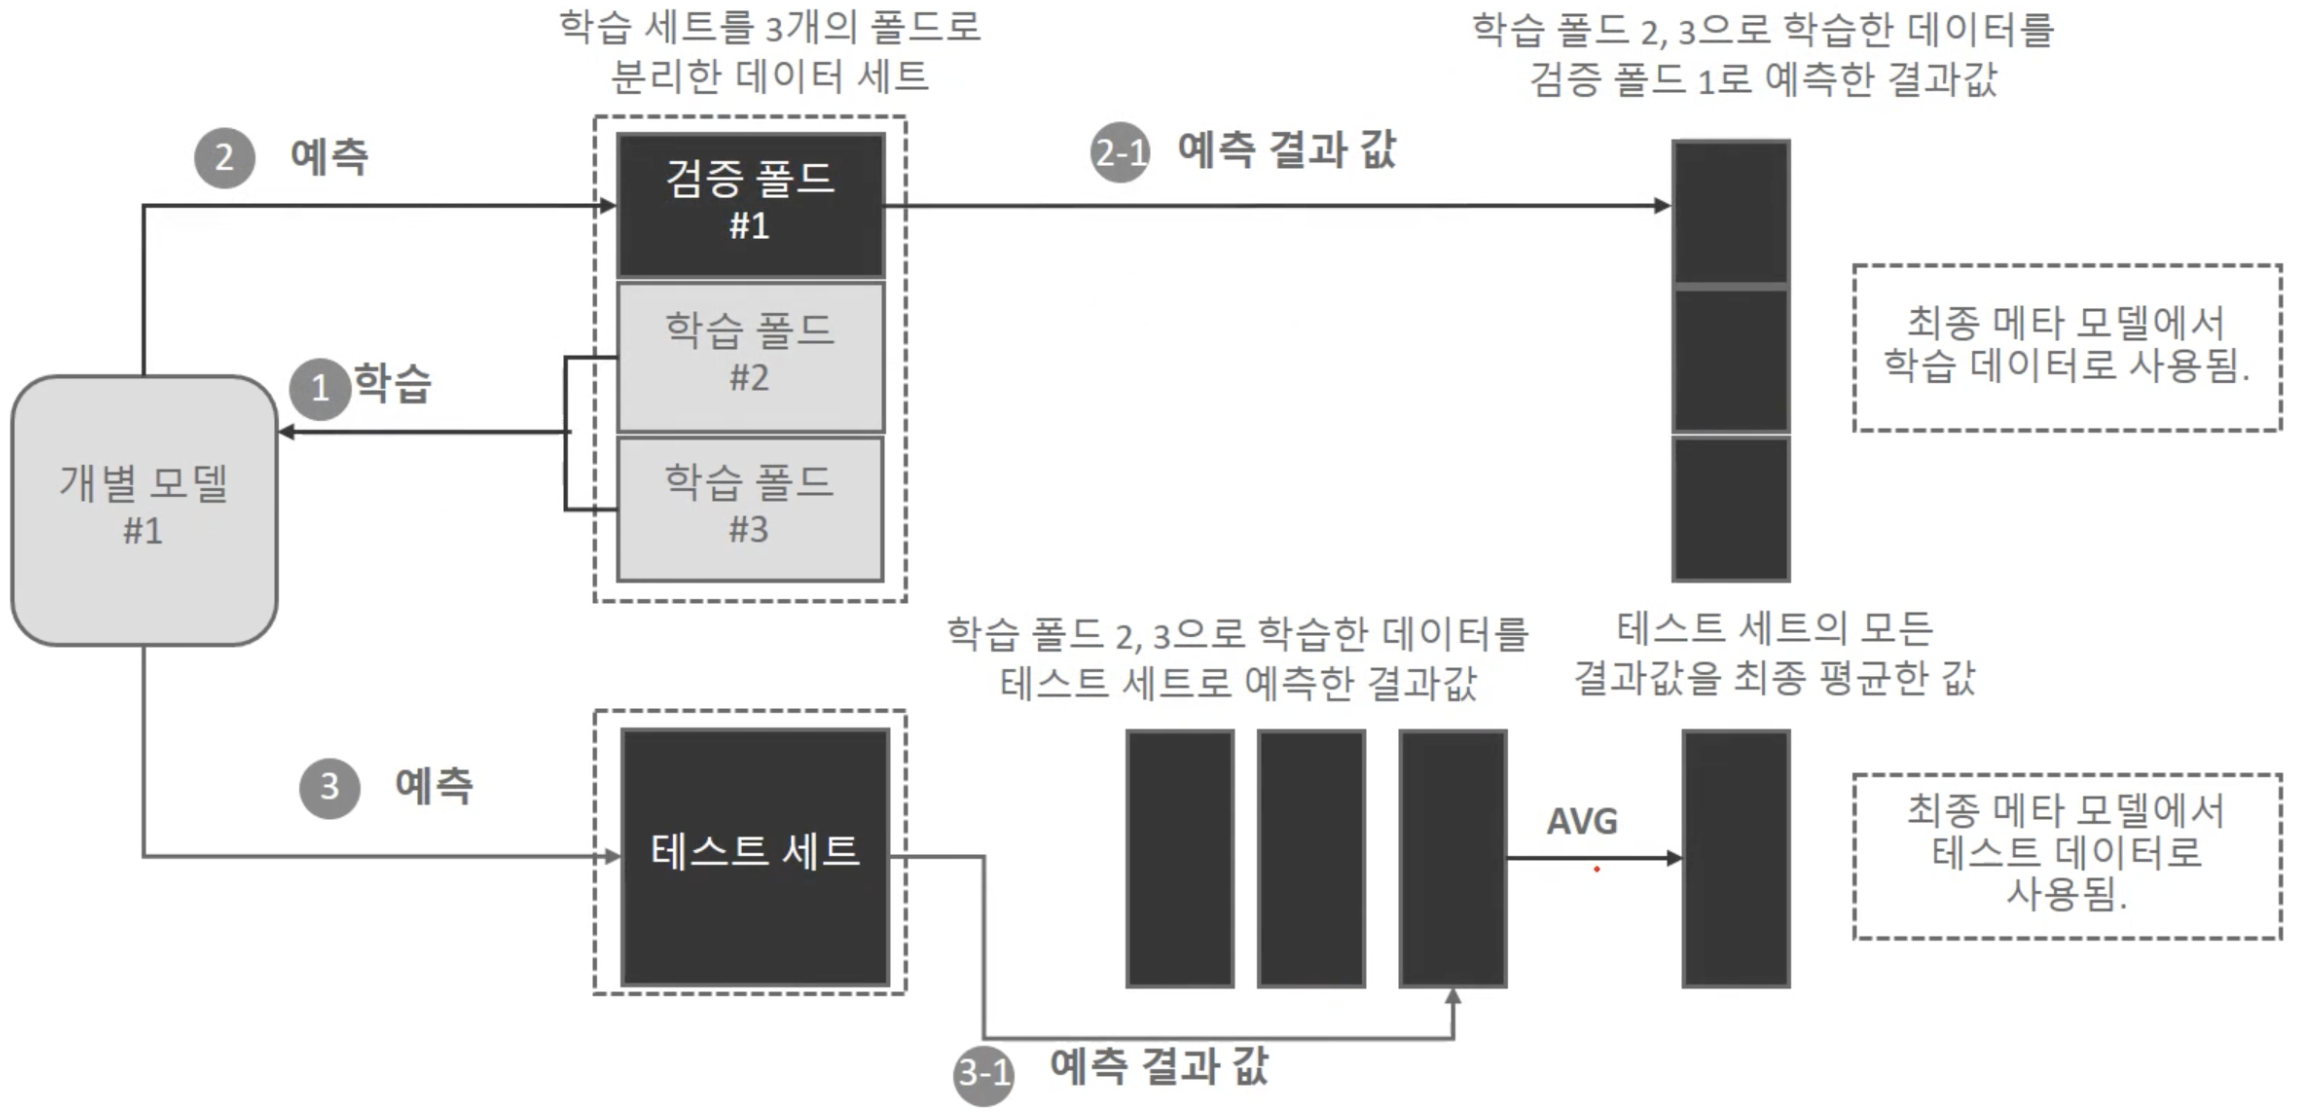 학습 세트를 3개의 폴드로
분리한 데이터 세트
학습 폴드 2, 3으로 학습한 데이터를
검증 폴드 1로 예측한 결과값
2 예측
검증 폴드
#1
2-1 예측 결과 값
학습 폴드
#2
1 학습
최종 메타 모델에서
학습 데이터로 사용됨.
개별 모델
#1
학습 폴드
#3
학습 폴드 2, 3으로 학습한 데이터를
테스트 세트로 예측한 결과값
테스트 세트의 모든
결과값을 최종 평균한 값
3 예측
테스트 세트
AVG
최종 메타 모델에서
테스트 데이터로
사용됨.
3-1 예측 결과 값